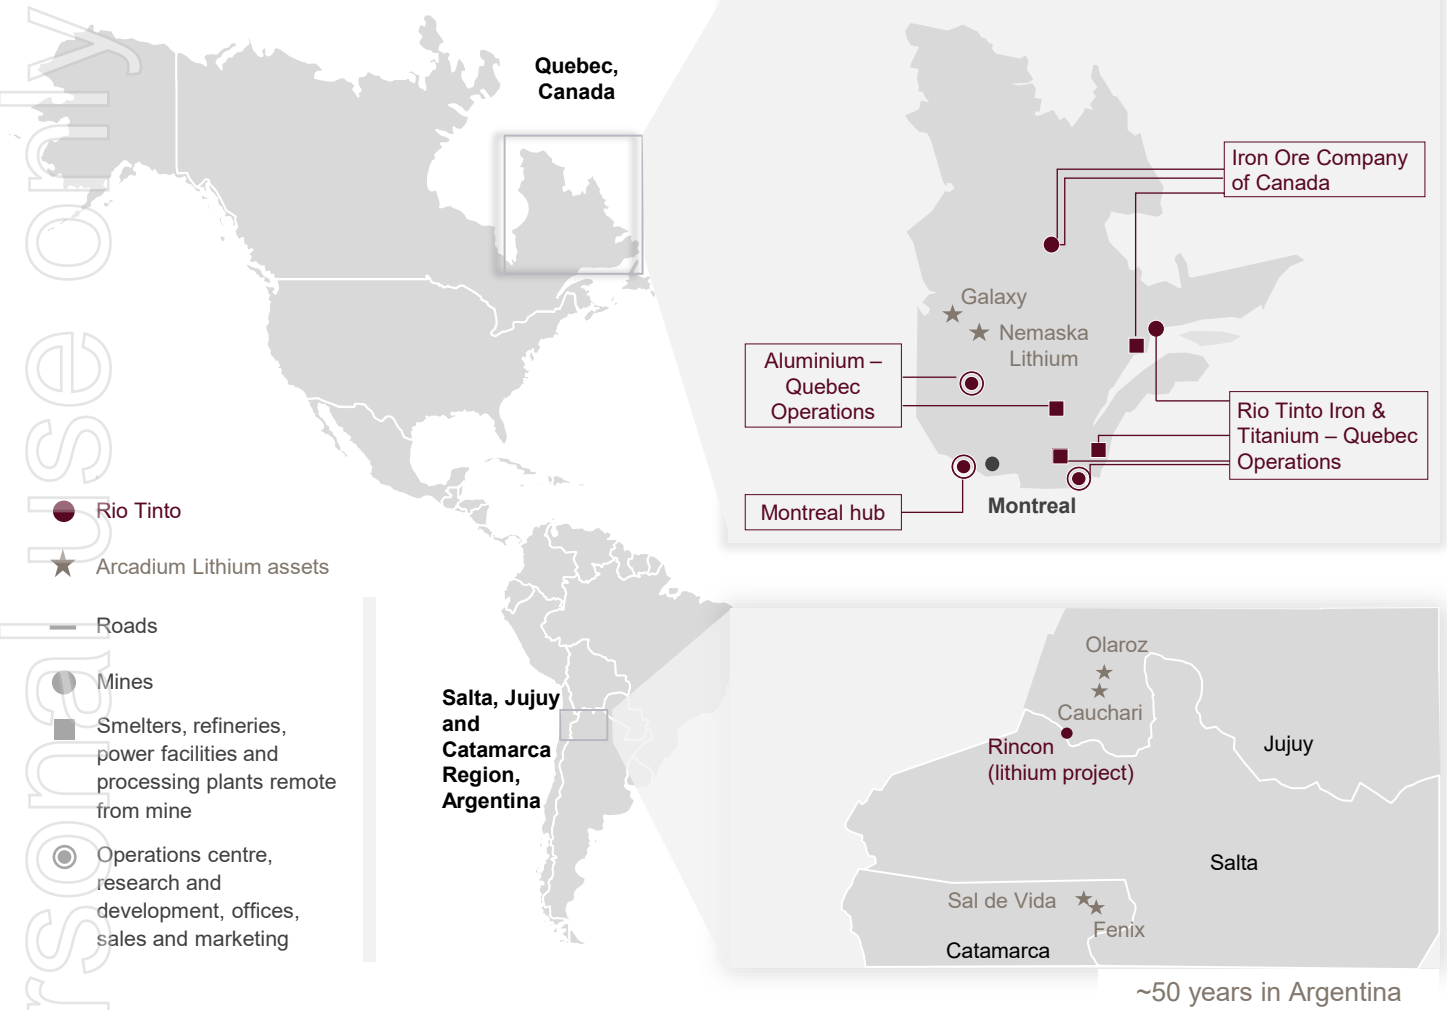 Quebec,
Canada
Iron Ore Company
of Canada
Galaxy
Nemaska
Lithium
Aluminium –
Quebec
Operations
Rio Tinto Iron &
Titanium – Quebec
Operations
Montreal hub
Montreal
Rio Tinto
Arcadium Lithium assets
Roads
Mines
Smelters, refineries,
power facilities and
processing plants remote
from mine
Operations centre,
research and
development, offices,
sales and marketing
Salta, Jujuy
and
Catamarca
Region,
Argentina
Olaroz
Cauchari
Rincon
(lithium project)
Jujuy
Salta
Sal de Vida
Fenix
Catamarca
~50 years in Argentina
rsonal use only